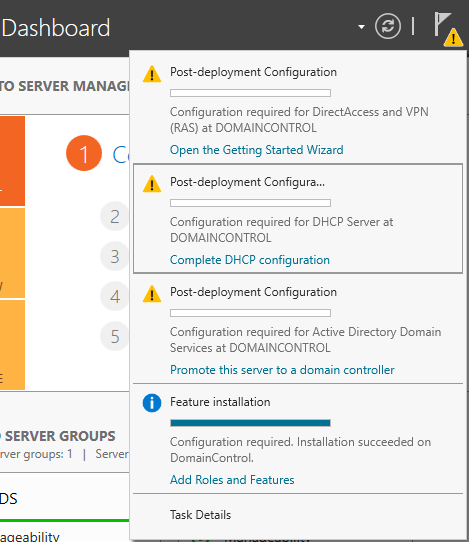 Dashboard
TO SERVER MANAG
1
2
3
4
5
Post-deployment Configuration
Configuration required for DirectAccess and VPN
(RAS) at DOMAINCONTROL
Open the Getting Started Wizard
Post-deployment Configura...
Configuration required for DHCP Server at
DOMAINCONTROL
Complete DHCP configuration
Post-deployment Configuration
Configuration required for Active Directory Domain
Services at DOMAINCONTROL
Promote this server to a domain controller
Feature installation
Configuration required. Installation succeeded on
DomainControl.
Add Roles and Features
Task Details
D SERVER GROUPS
rver groups: 1 | Server
DS
nageability
Manageability